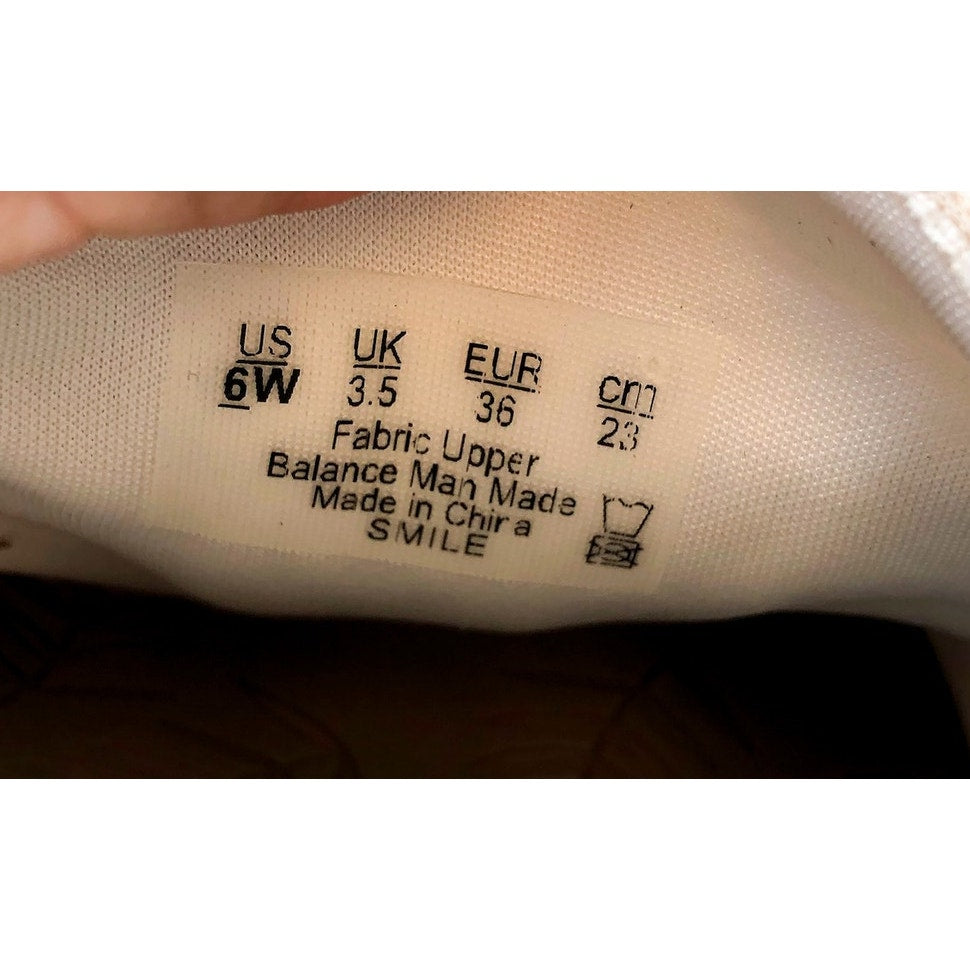 US UK EUR cm
6W 3.5 36 23
Fabric Upper
Balance Man Made
Made in China
SMILE